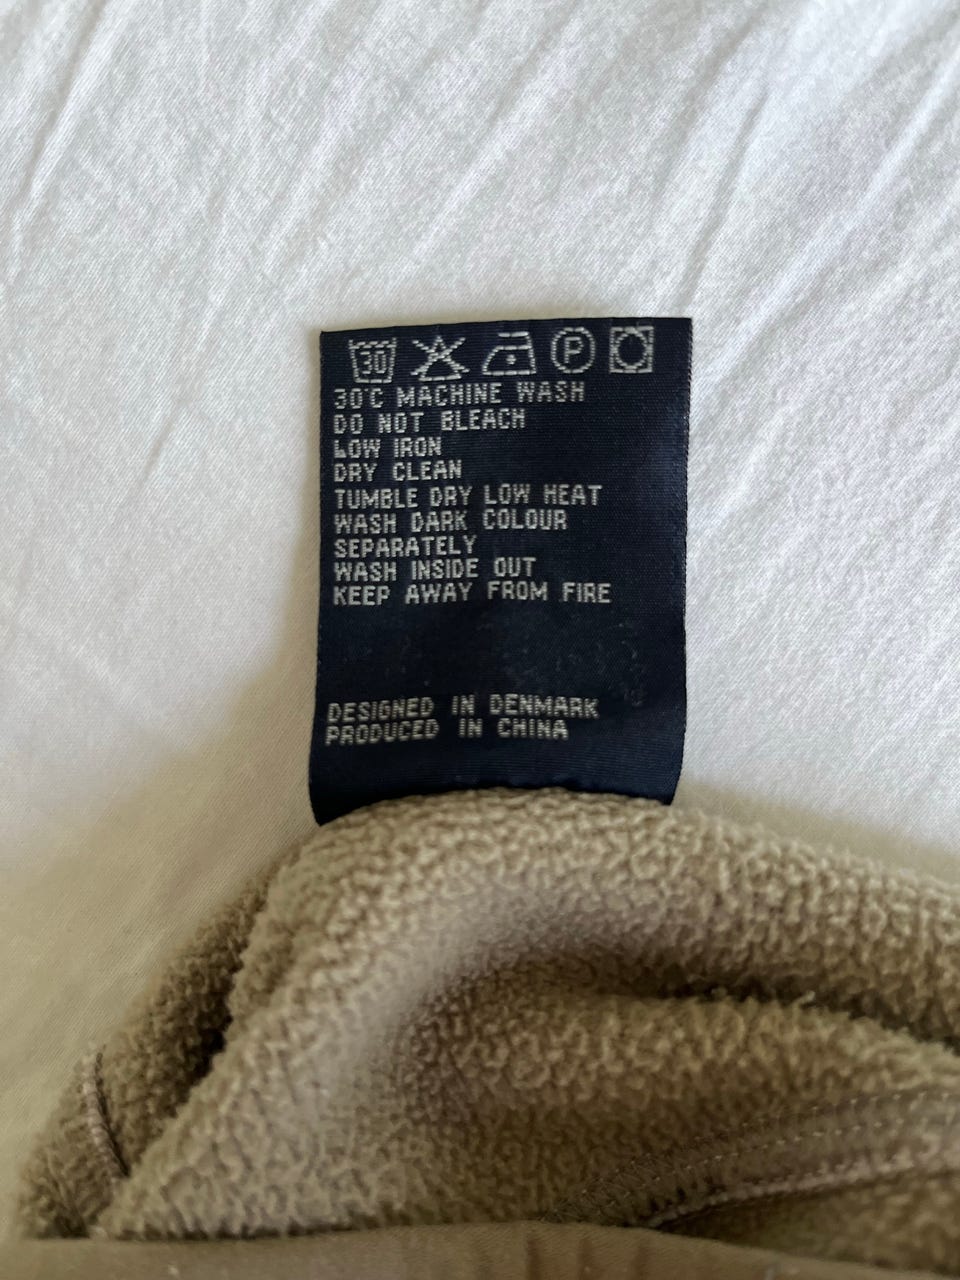 30 P
30°C MACHINE WASH
DO NOT BLEACH
LOW IRON
DRY CLEAN
TUMBLE DRY LOW HEAT
WASH DARK COLOUR
SEPARATELY
WASH INSIDE OUT
KEEP AWAY FROM FIRE
DESIGNED IN DENMARK
PRODUCED IN CHINA